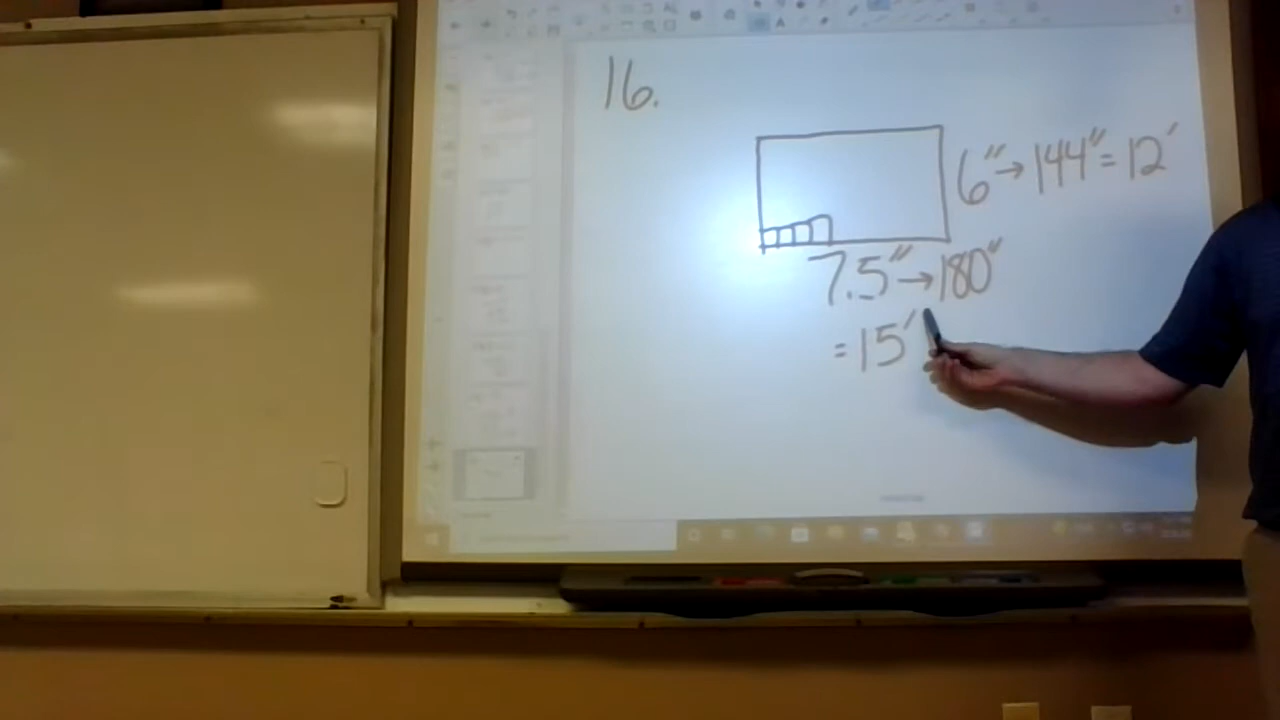 16.
6" → 144" = 12'
7.5" → 180"
= 15'